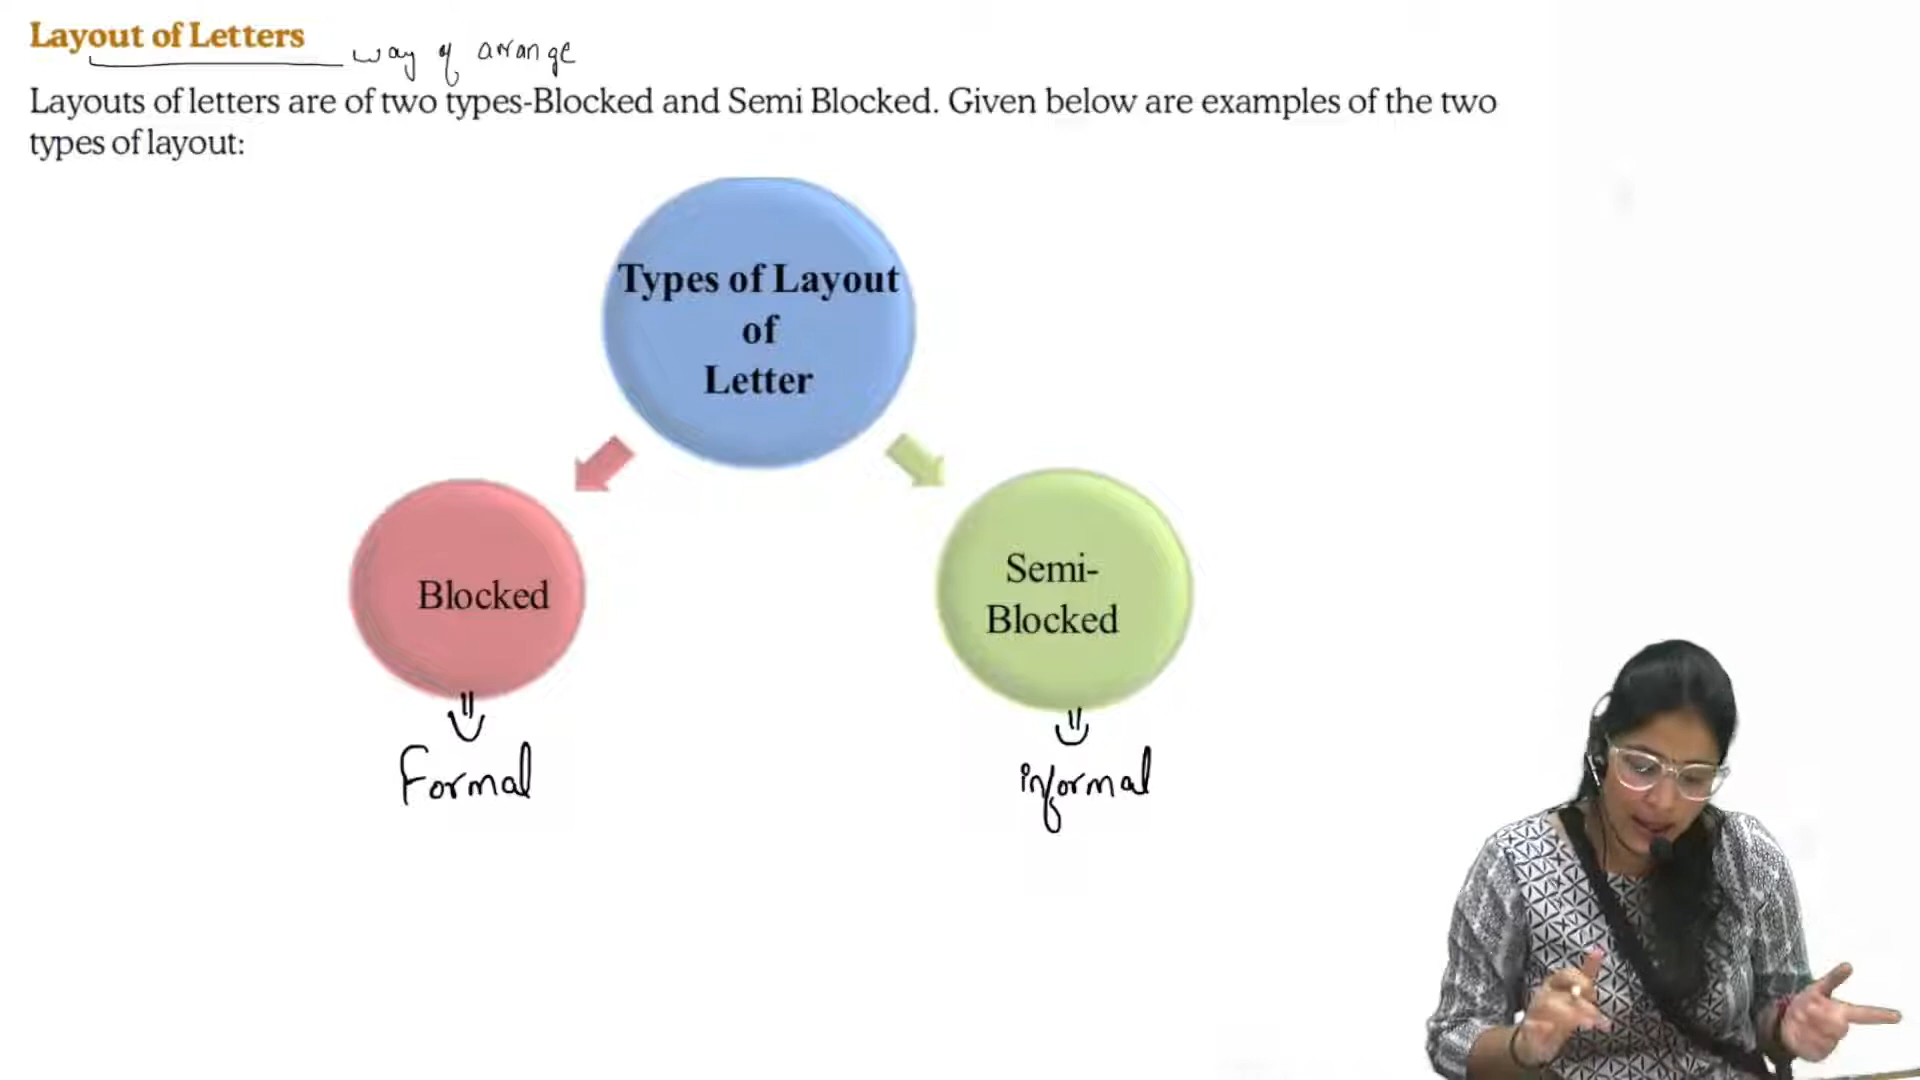 Layout of Letters
way of arrange
Layouts of letters are of two types-Blocked and Semi Blocked. Given below are examples of the two
types of layout:
Types of Layout
of
Letter
Blocked
Semi-
Blocked
Formal
informal